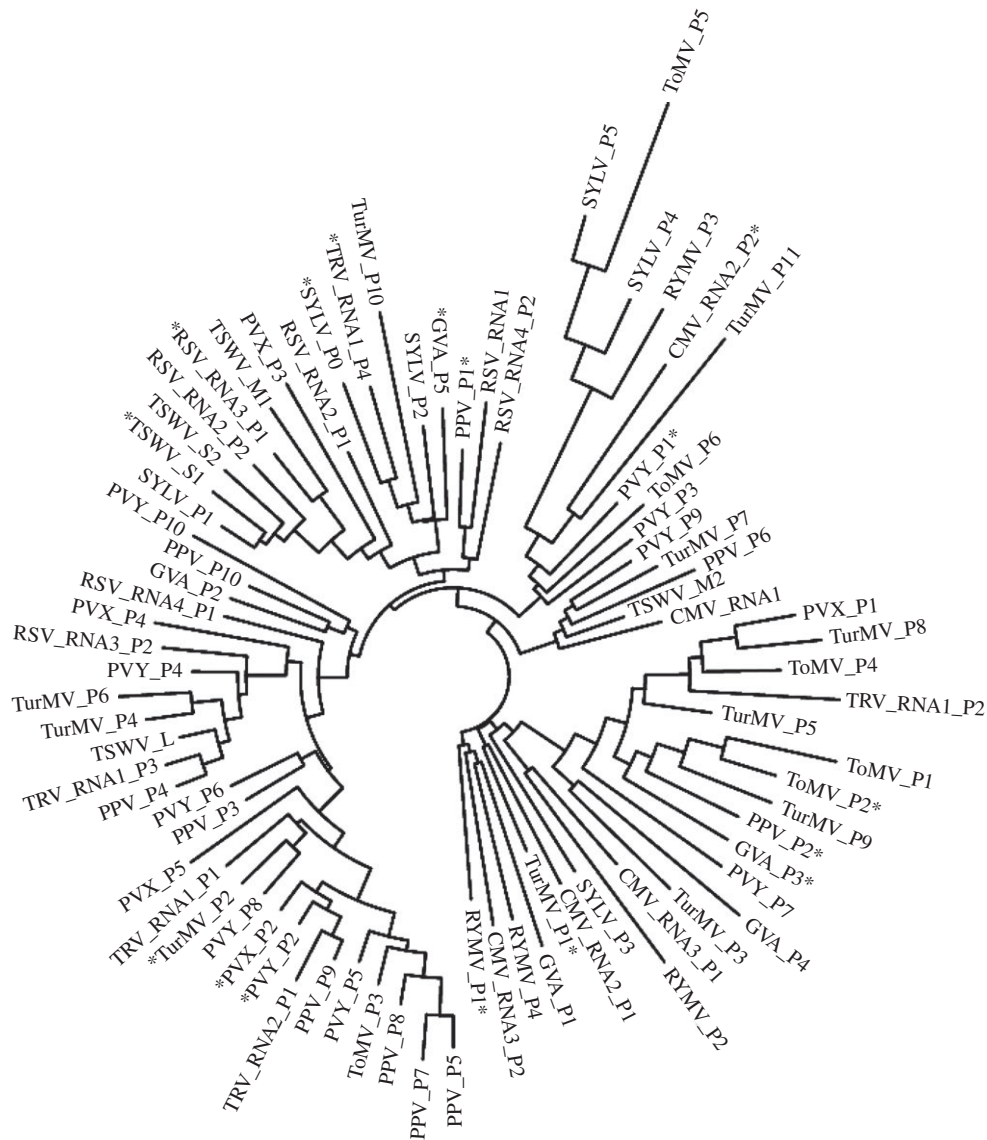 ToMV_P5
SYLV_P5
SYLV_P4
RYMV_P3
CMV_RNA2_P2*
TurMV_P11
PVY_P1*
ToMV_P6
PVY_P3
PVY_P9
TurMV_P7
PPV_P6
TSWV_M2
CMV_RNA1
PVX_P1
TurMV_P8
ToMV_P4
TRV_RNA1_P2
TurMV_P5
ToMV_P1
ToMV_P2*
TurMV_P9
PPV_P2*
GVA_P3*
PVY_P7
GVA_P4
TurMV_P3
CMV_RNA3_P1
RYMV_P2
SYLV_P3
CMV_RNA2_P1
TurMV_P1*
GVA_P1
RYMV_P4
CMV_RNA3_P2
RYMV_P1*
PPV_P5
PPV_P7
PPV_P8
ToMV_P3
PVY_P5
PPV_P9
TRV_RNA2_P1
*PVY_P2
*PVX_P2
PVY_P8
*TurMV_P2
TRV_RNA1_P1
PVX_P5
PPV_P3
PVY_P6
PPV_P4
TRV_RNA1_P3
TSWV_L
TurMV_P4
TurMV_P6
PVY_P4
RSV_RNA3_P2
PVX_P4
RSV_RNA4_P1
GVA_P2
PPV_P10
PVY_P10
SYLV_P1
*TSWV_S1
TSWV_S2
RSV_RNA2_P2
*RSV_RNA3_P1
TSWV_M1
PVX_P3
RSV_RNA2_P1
*SYLV_P0
*TRV_RNA1_P4
TurMV_P10
SYLV_P2
*GVA_P5
PPV_P1*
RSV_RNA1
RSV_RNA4_P2